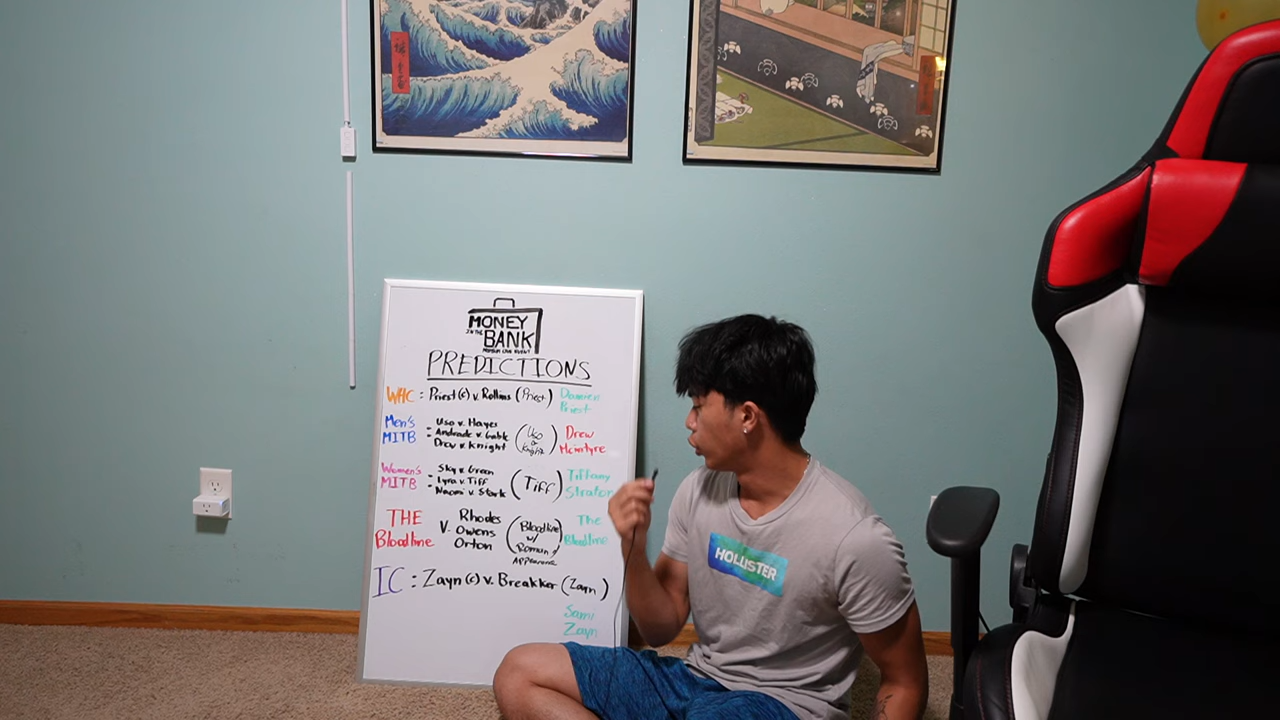 MONEY
IN THE
BANK
PREMIUM LIVE EVENT
PREDICTIONS
WHC : Priest (c) v. Rollins (Priest) Damien Priest
Men's MITB =
Uso v. Hayes
Andrade v. Gable
Drew v. Knight
(Uso or Knight)
Drew McIntyre
Women's MITB =
Sky v. Green
Lyra v. Tiff
Naomi v. Stark
(Tiff)
Tiffany Stratton
THE Bloodline
v.
Rhodes
Owens
Orton
(Bloodline w/ Roman Appearance)
The Bloodline
IC : Zayn (c) v. Breakker (Zayn)
Sami Zayn
HOLLISTER